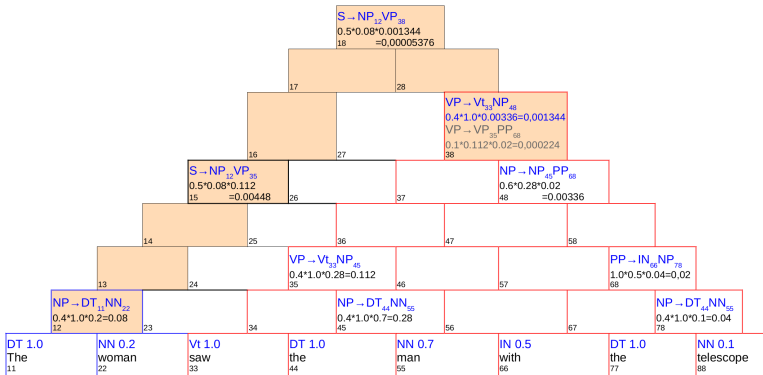 S→NP₁₂VP₃₈
0.5*0.08*0.001344
18 =0,00005376
17 28
VP→Vt₃₃NP₄₈
0.4*1.0*0.00336=0,001344
VP→VP₃₅PP₆₈
0.1*0.112*0.02=0,000224
16 27 38
S→NP₁₂VP₃₅ NP→NP₄₅PP₆₈
0.5*0.08*0.112 0.6*0.28*0.02
15 =0.00448 26 37 48 =0.00336
14 25 36 47 58
VP→Vt₃₃NP₄₅ PP→IN₆₆NP₇₈
0.4*1.0*0.28=0.112 1.0*0.5*0.04=0,02
13 24 35 46 57 68
NP→DT₁₁NN₂₂ NP→DT₄₄NN₅₅ NP→DT₄₄NN₅₅
0.4*1.0*0.2=0.08 0.4*1.0*0.7=0.28 0.4*1.0*0.1=0.04
12 23 34 45 56 67 78
DT 1.0 NN 0.2 Vt 1.0 DT 1.0 NN 0.7 IN 0.5 DT 1.0 NN 0.1
The woman saw the man with the telescope
11 22 33 44 55 66 77 88